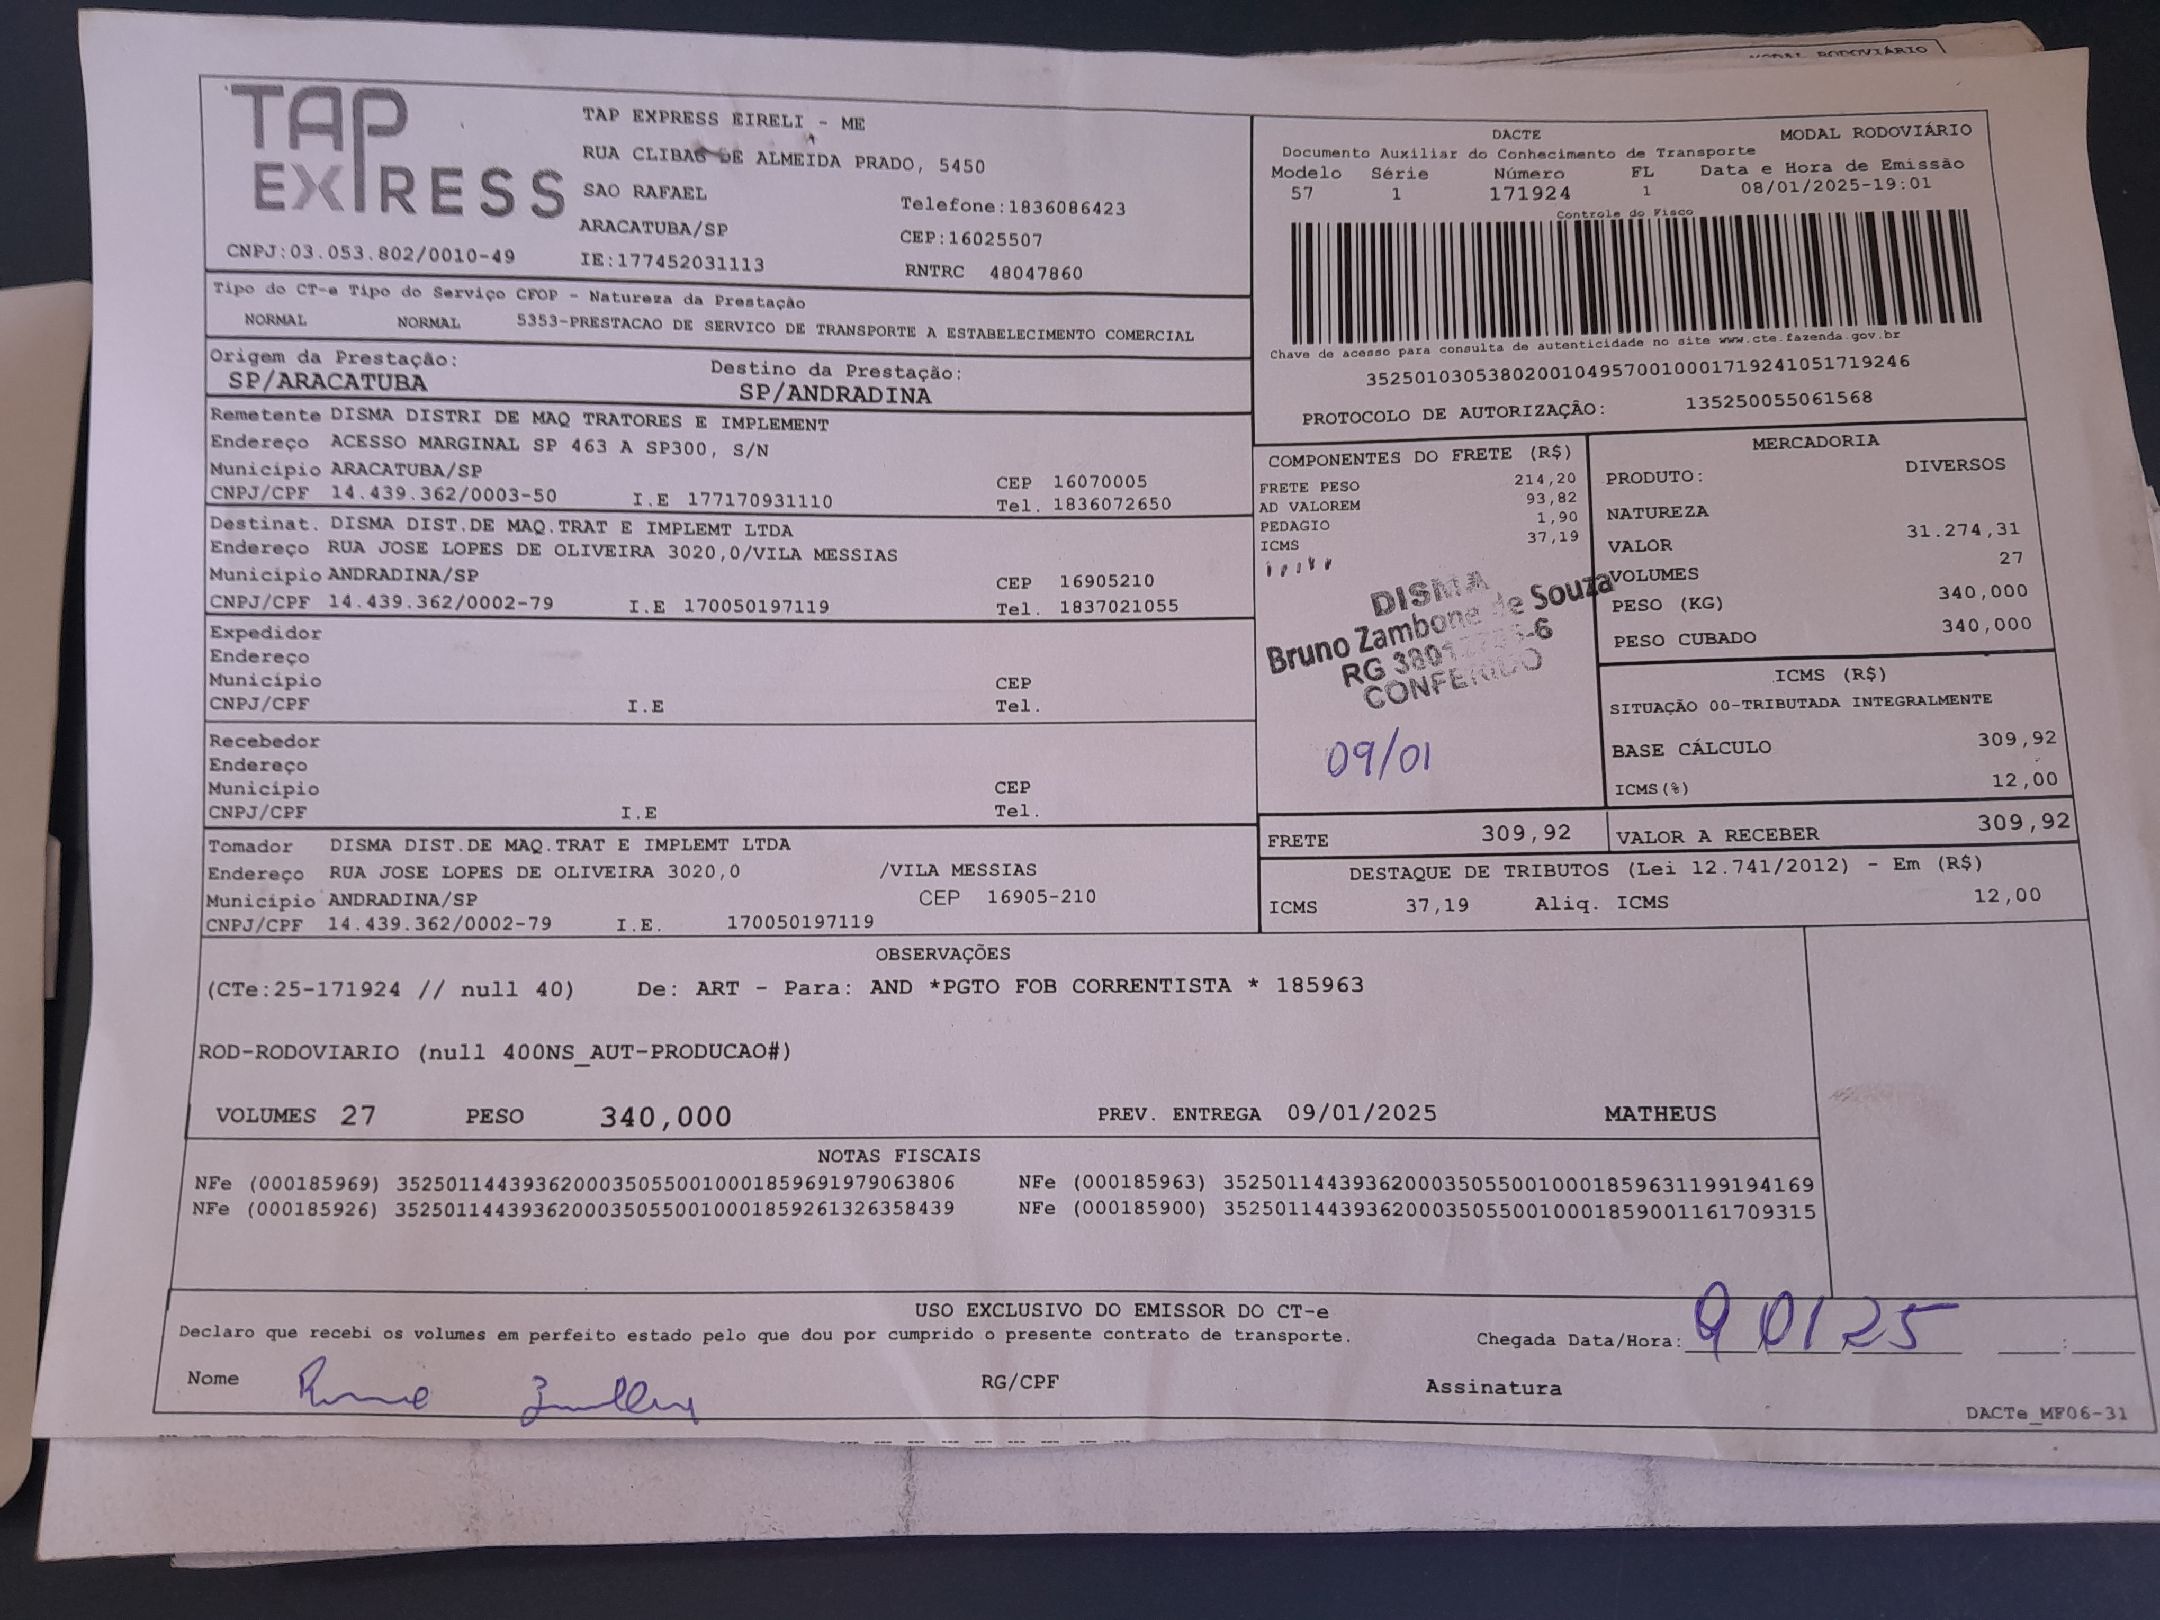 MODAL RODOVIÁRIO
TAP
EXPRESS
CNPJ:03.053.802/0010-49
TAP EXPRESS EIRELI - ME
RUA CLIBAS DE ALMEIDA PRADO, 5450
SAO RAFAEL
Telefone:1836086423
ARACATUBA/SP
CEP:16025507
IE:177452031113
RNTRC 48047860
DACTE MODAL RODOVIÁRIO
Documento Auxiliar do Conhecimento de Transporte
Modelo Série Número FL Data e Hora de Emissão
57 1 171924 1 08/01/2025-19:01
Controle do Fisco
Chave de acesso para consulta de autenticidade no site www.cte.fazenda.gov.br
35250103053802001049570010001719241051719246
PROTOCOLO DE AUTORIZAÇÃO: 135250055061568
Tipo do CT-e Tipo do Serviço CFOP - Natureza da Prestação
NORMAL NORMAL 5353-PRESTACAO DE SERVICO DE TRANSPORTE A ESTABELECIMENTO COMERCIAL
Origem da Prestação: Destino da Prestação:
SP/ARACATUBA SP/ANDRADINA
Remetente DISMA DISTRI DE MAQ TRATORES E IMPLEMENT
Endereço ACESSO MARGINAL SP 463 A SP300, S/N
Municipio ARACATUBA/SP CEP 16070005
CNPJ/CPF 14.439.362/0003-50 I.E 177170931110 Tel. 1836072650
Destinat. DISMA DIST.DE MAQ.TRAT E IMPLEMT LTDA
Endereço RUA JOSE LOPES DE OLIVEIRA 3020,0/VILA MESSIAS
Municipio ANDRADINA/SP CEP 16905210
CNPJ/CPF 14.439.362/0002-79 I.E 170050197119 Tel. 1837021055
Expedidor
Endereço
Municipio CEP
CNPJ/CPF I.E Tel.
Recebedor
Endereço
Municipio CEP
CNPJ/CPF I.E Tel.
Tomador DISMA DIST.DE MAQ.TRAT E IMPLEMT LTDA
Endereço RUA JOSE LOPES DE OLIVEIRA 3020,0 /VILA MESSIAS
Municipio ANDRADINA/SP CEP 16905-210
CNPJ/CPF 14.439.362/0002-79 I.E. 170050197119
COMPONENTES DO FRETE (R$)
FRETE PESO 214,20
AD VALOREM 93,82
PEDAGIO 1,90
ICMS 37,19
DISMA
Bruno Zambone de Souza
RG
CONFERIDO
09/01
MERCADORIA
PRODUTO: DIVERSOS
NATUREZA
VALOR 31.274,31
VOLUMES 27
PESO (KG) 340,000
PESO CUBADO 340,000
ICMS (R$)
SITUAÇÃO 00-TRIBUTADA INTEGRALMENTE
BASE CÁLCULO 309,92
ICMS(%) 12,00
FRETE 309,92 VALOR A RECEBER 309,92
DESTAQUE DE TRIBUTOS (Lei 12.741/2012) - Em (R$)
ICMS 37,19 Aliq. ICMS 12,00
OBSERVAÇÕES
(CTe:25-171924 // null 40) De: ART - Para: AND *PGTO FOB CORRENTISTA * 185963
ROD-RODOVIARIO (null 400NS_AUT-PRODUCAO#)
VOLUMES 27 PESO 340,000 PREV. ENTREGA 09/01/2025 MATHEUS
NOTAS FISCAIS
NFe (000185969) 35250114439362000350550010001859691979063806 NFe (000185963) 35250114439362000350550010001859631199194169
NFe (000185926) 35250114439362000350550010001859261326358439 NFe (000185900) 35250114439362000350550010001859001161709315
USO EXCLUSIVO DO EMISSOR DO CT-e
Declaro que recebi os volumes em perfeito estado pelo que dou por cumprido o presente contrato de transporte. Chegada Data/Hora: 9 01 25 :
Nome RG/CPF Assinatura
DACTe_MF06-31